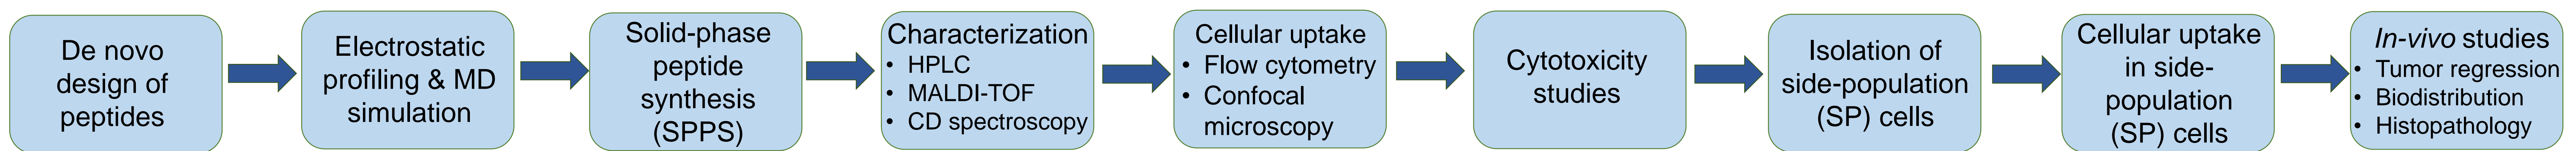 De novo
design of
peptides
Electrostatic
profiling & MD
simulation
Solid-phase
peptide
synthesis
(SPPS)
Characterization
• HPLC
• MALDI-TOF
• CD spectroscopy
Cellular uptake
• Flow cytometry
• Confocal
microscopy
Cytotoxicity
studies
Isolation of
side-population
(SP) cells
Cellular uptake
in side-
population
(SP) cells
In-vivo studies
• Tumor regression
• Biodistribution
• Histopathology